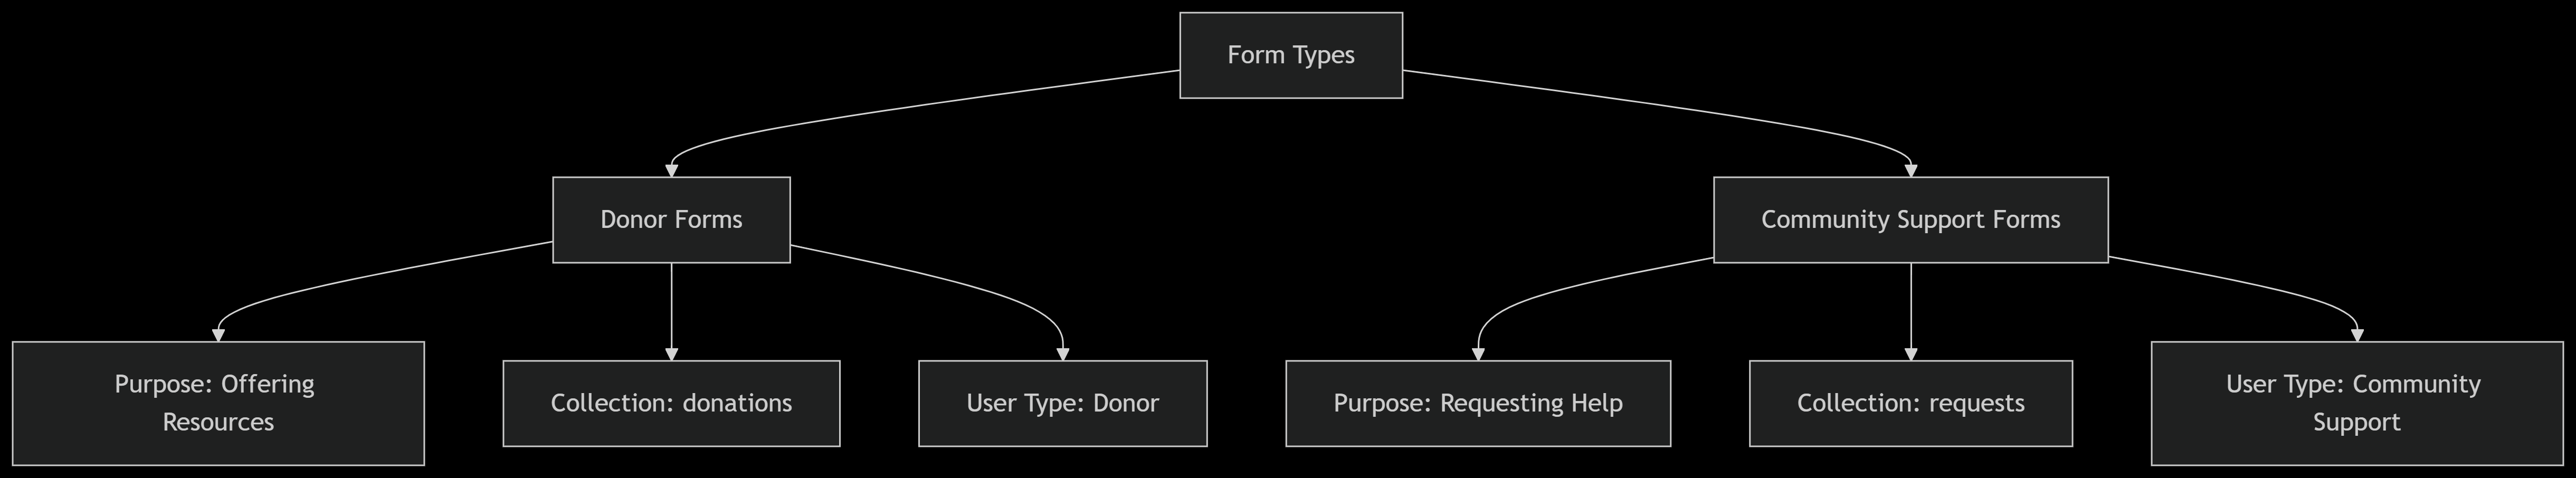 Form Types
Donor Forms
Community Support Forms
Purpose: Offering
Resources
Collection: donations
User Type: Donor
Purpose: Requesting Help
Collection: requests
User Type: Community
Support